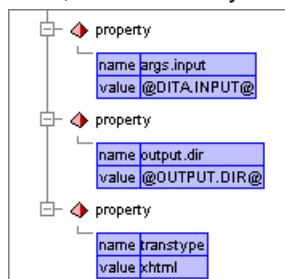 property
name args.input
value @DITA.INPUT@
property
name output.dir
value @OUTPUT.DIR@
property
name transtype
value xhtml